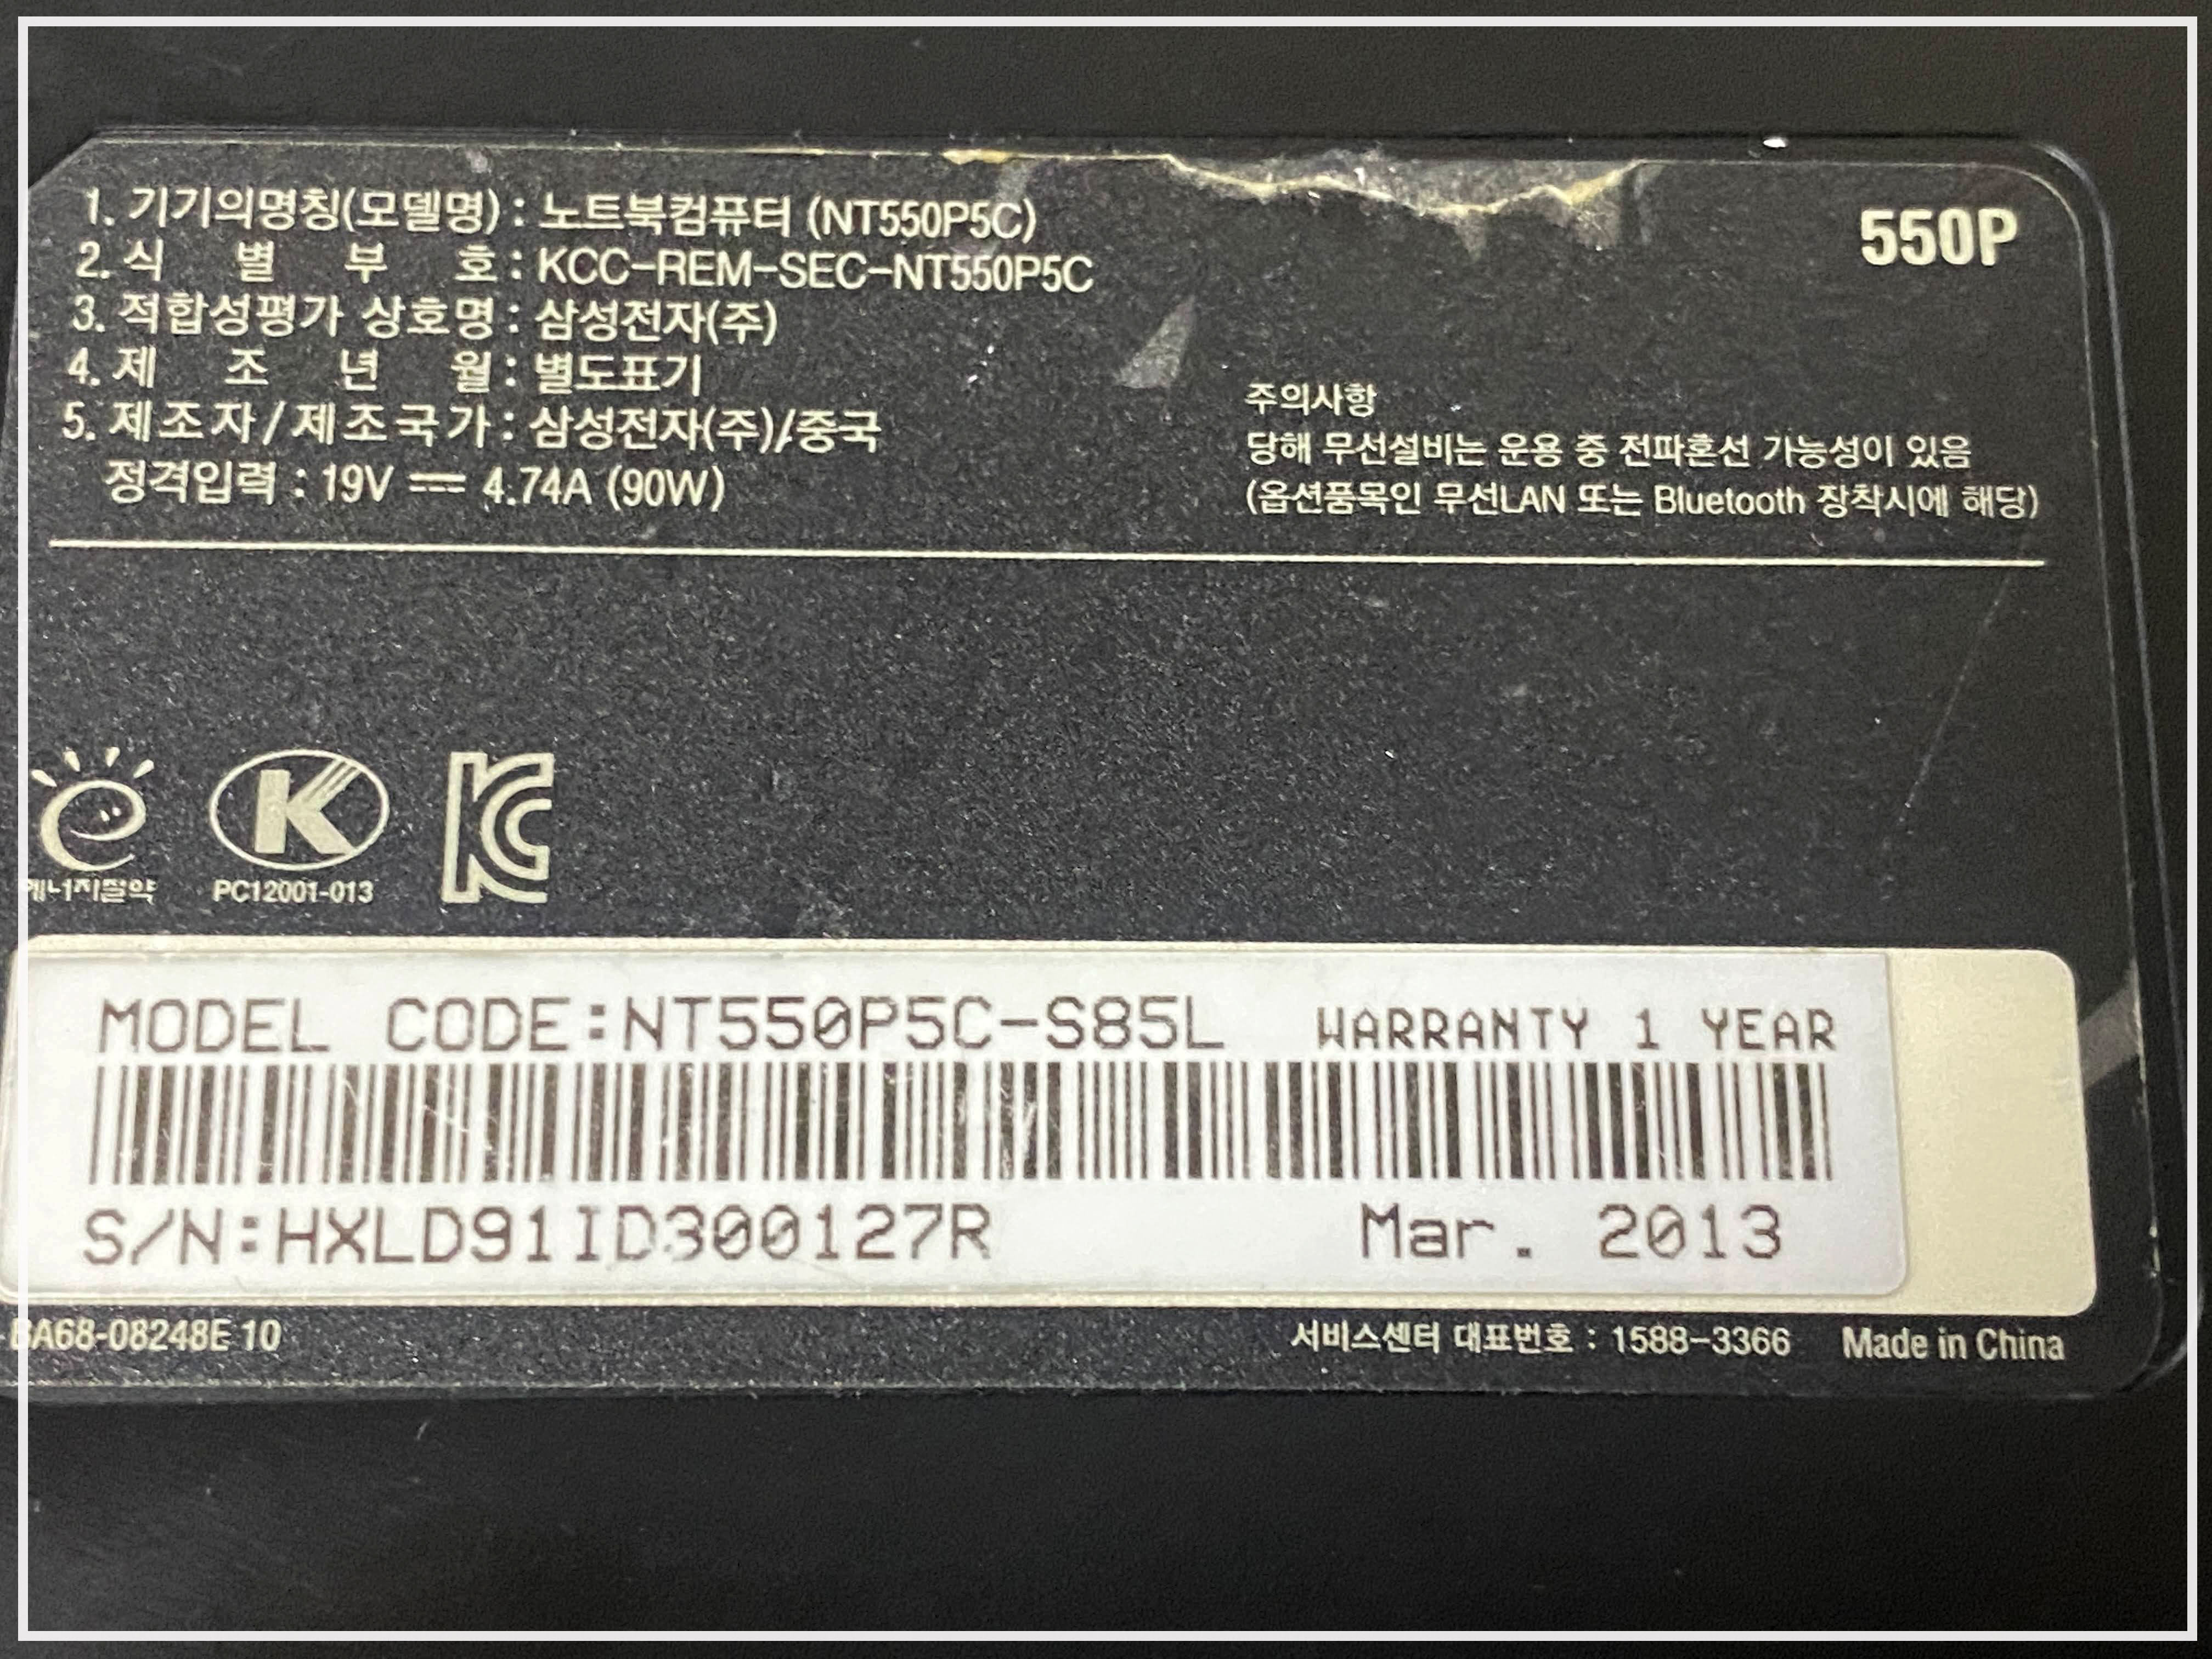 1. 기기의명칭(모델명) : 노트북컴퓨터 (NT550P5C)
550P
2. 식 별 부 호 : KCC-REM-SEC-NT550P5C
3. 적합성평가 상호명 : 삼성전자(주)
4. 제 조 년 월 : 별도표기
5. 제조자/제조국가 : 삼성전자(주)/중국
정격입력 : 19V ⎓ 4.74A (90W)
주의사항
당해 무선설비는 운용 중 전파혼선 가능성이 있음
(옵션품목인 무선LAN 또는 Bluetooth 장착시에 해당)
에너지절약
K
PC12001-013
KC
MODEL CODE:NT550P5C-S85L WARRANTY 1 YEAR
S/N:HXLD91ID300127R Mar. 2013
BA68-08248E 10
서비스센터 대표번호 : 1588-3366 Made in China